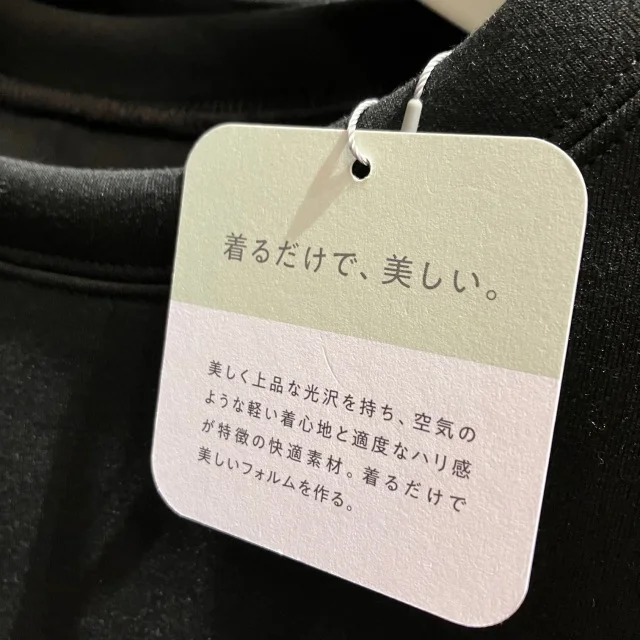 着るだけで、美しい。
美しく上品な光沢を持ち、空気の
ような軽い着心地と適度なハリ感
が特徴の快適素材。着るだけで
美しいフォルムを作る。